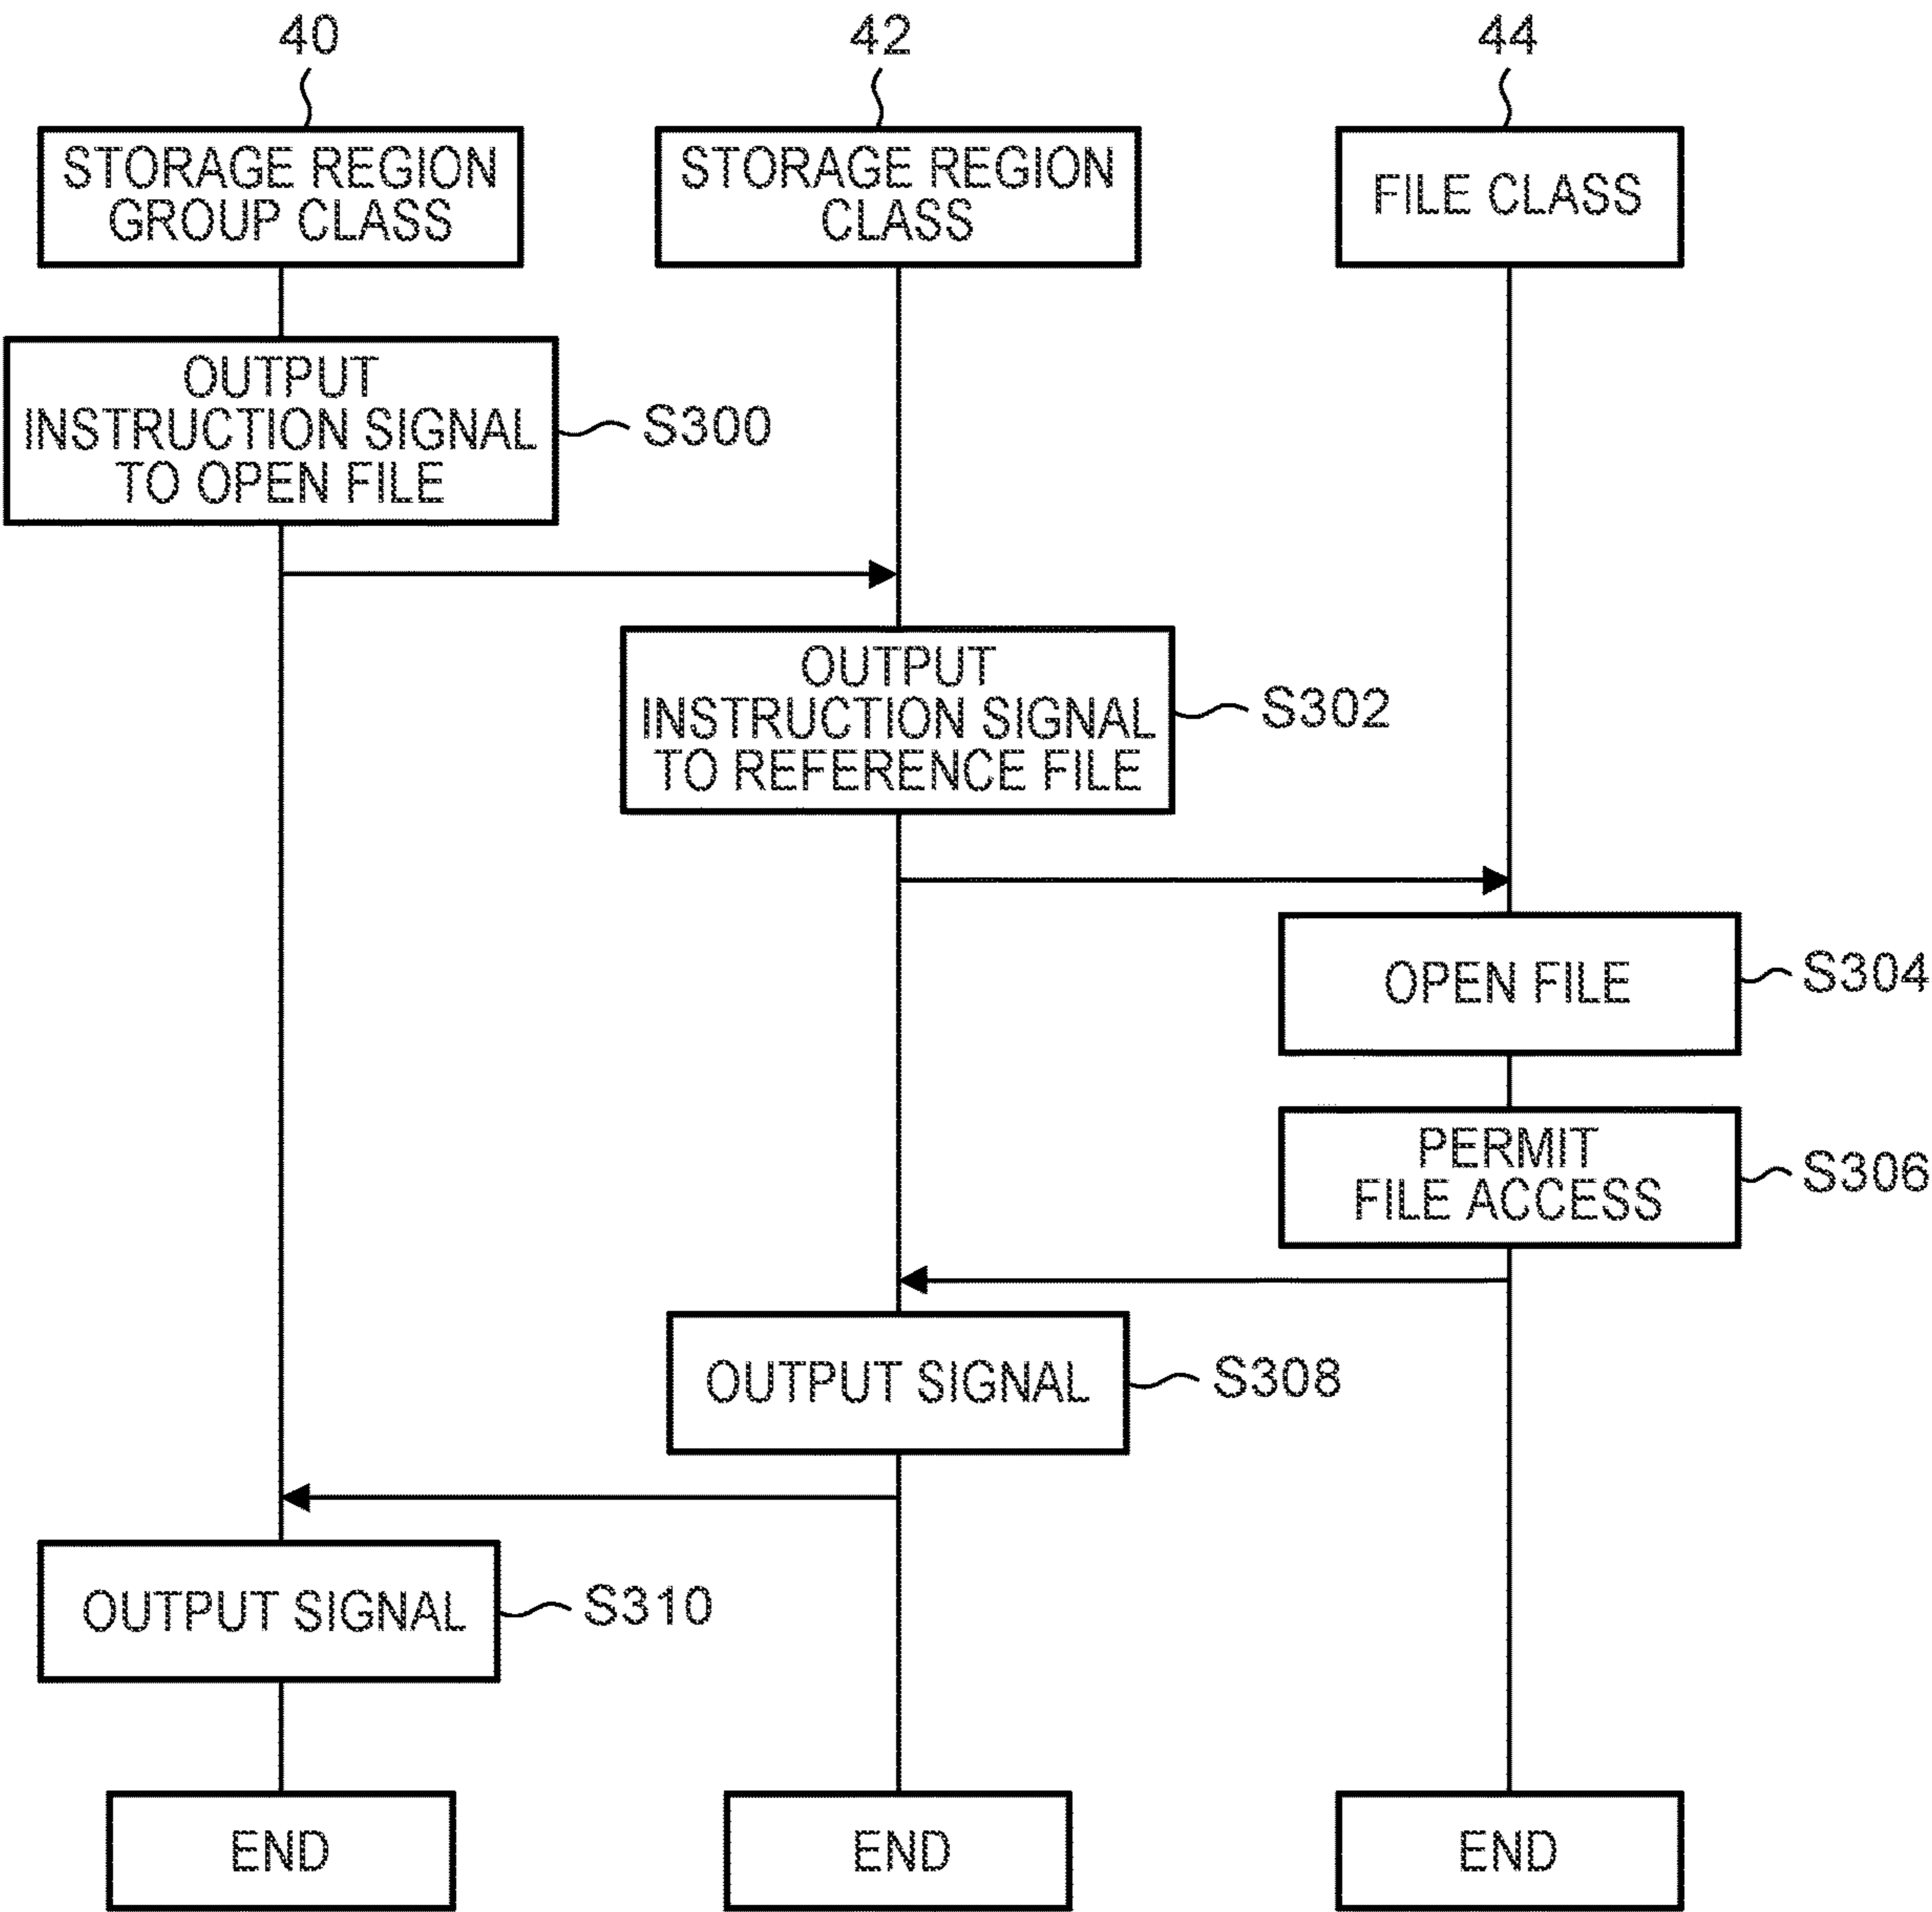 40
42
44
STORAGE REGION
GROUP CLASS
STORAGE REGION
CLASS
FILE CLASS
OUTPUT
INSTRUCTION SIGNAL
TO OPEN FILE
S300
OUTPUT
INSTRUCTION SIGNAL
TO REFERENCE FILE
S302
OPEN FILE
S304
PERMIT
FILE ACCESS
S306
OUTPUT SIGNAL
S308
OUTPUT SIGNAL
S310
END
END
END